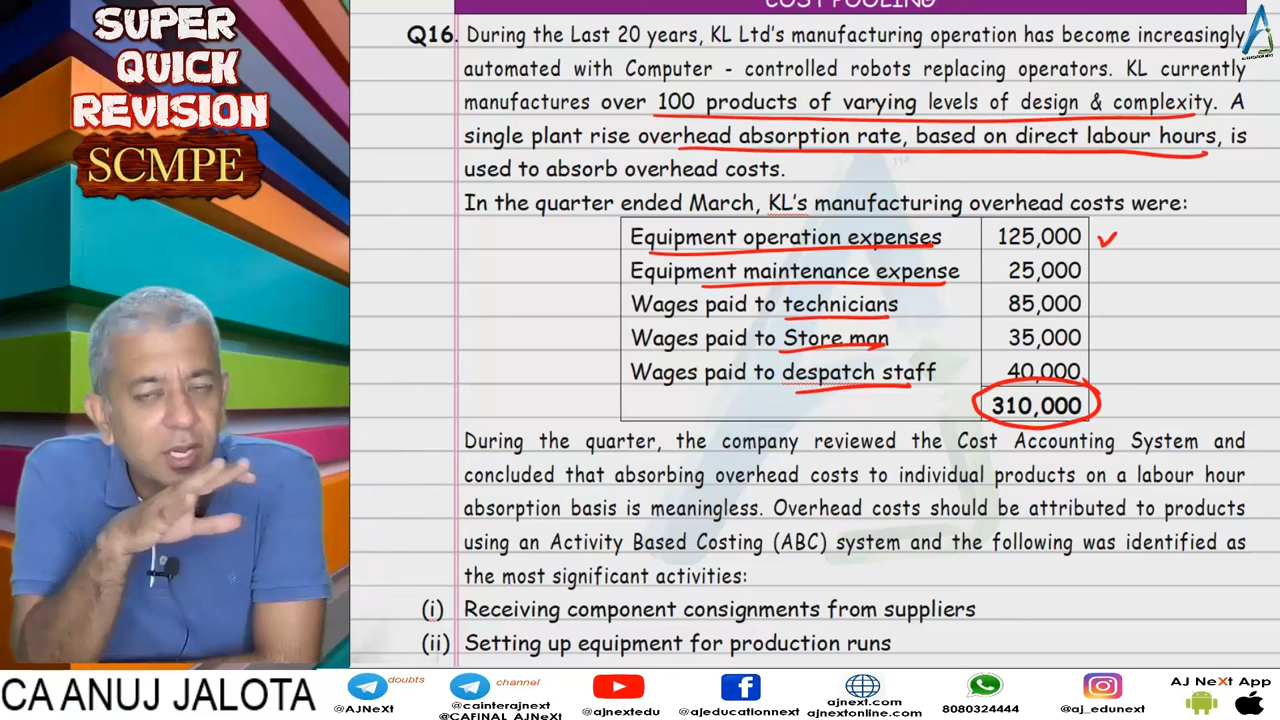 COST POOLING
SUPER
QUICK
REVISION
SCMPE
Q16. During the Last 20 years, KL Ltd's manufacturing operation has become increasingly
automated with Computer - controlled robots replacing operators. KL currently
manufactures over 100 products of varying levels of design & complexity. A
single plant rise overhead absorption rate, based on direct labour hours, is
used to absorb overhead costs.
In the quarter ended March, KL's manufacturing overhead costs were:
Equipment operation expenses 125,000
Equipment maintenance expense 25,000
Wages paid to technicians 85,000
Wages paid to Store man 35,000
Wages paid to despatch staff 40,000
310,000
During the quarter, the company reviewed the Cost Accounting System and
concluded that absorbing overhead costs to individual products on a labour hour
absorption basis is meaningless. Overhead costs should be attributed to products
using an Activity Based Costing (ABC) system and the following was identified as
the most significant activities:
(i) Receiving component consignments from suppliers
(ii) Setting up equipment for production runs
CA ANUJ JALOTA
doubts
@AJNeXt
channel
@cainterajnext
@CAFINAL_AJNeXt
@ajnextedu
@ajeducationnext
ajnext.com
ajnextonline.com
8080324444
@aj_edunext
AJ NeXt App